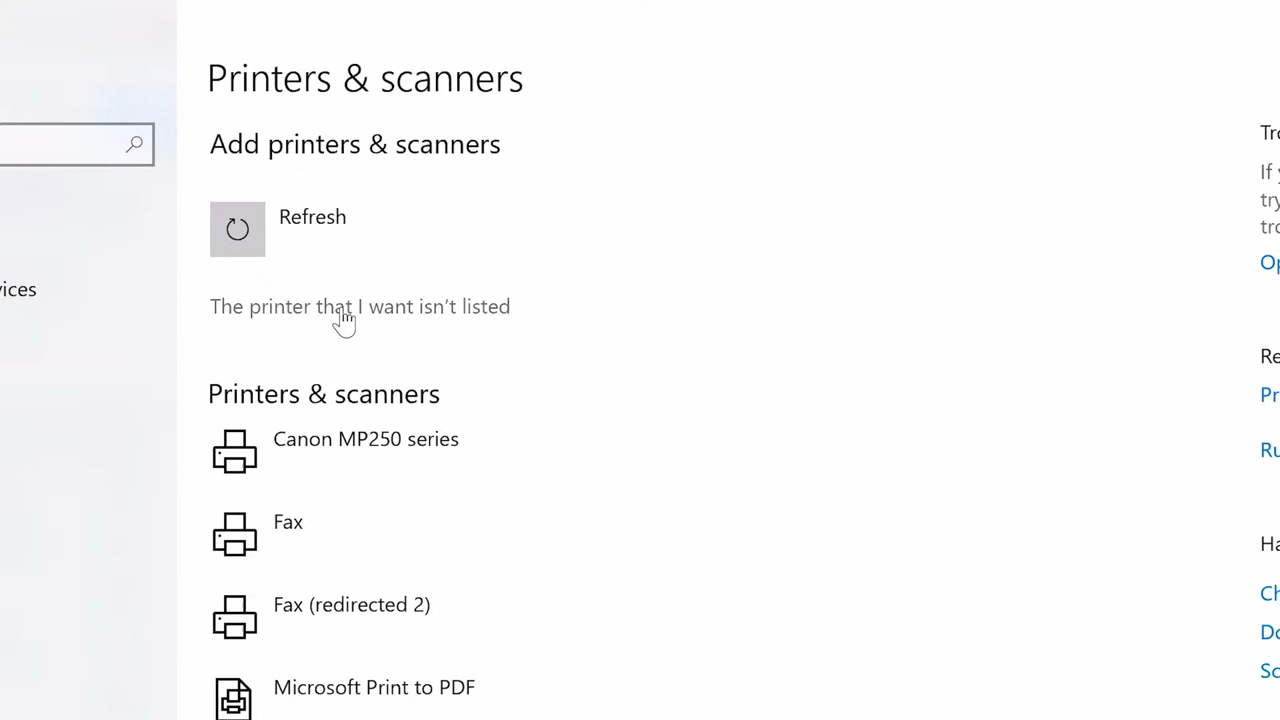 Printers & scanners
Add printers & scanners
Refresh
The printer that I want isn't listed
Printers & scanners
Canon MP250 series
Fax
Fax (redirected 2)
Microsoft Print to PDF